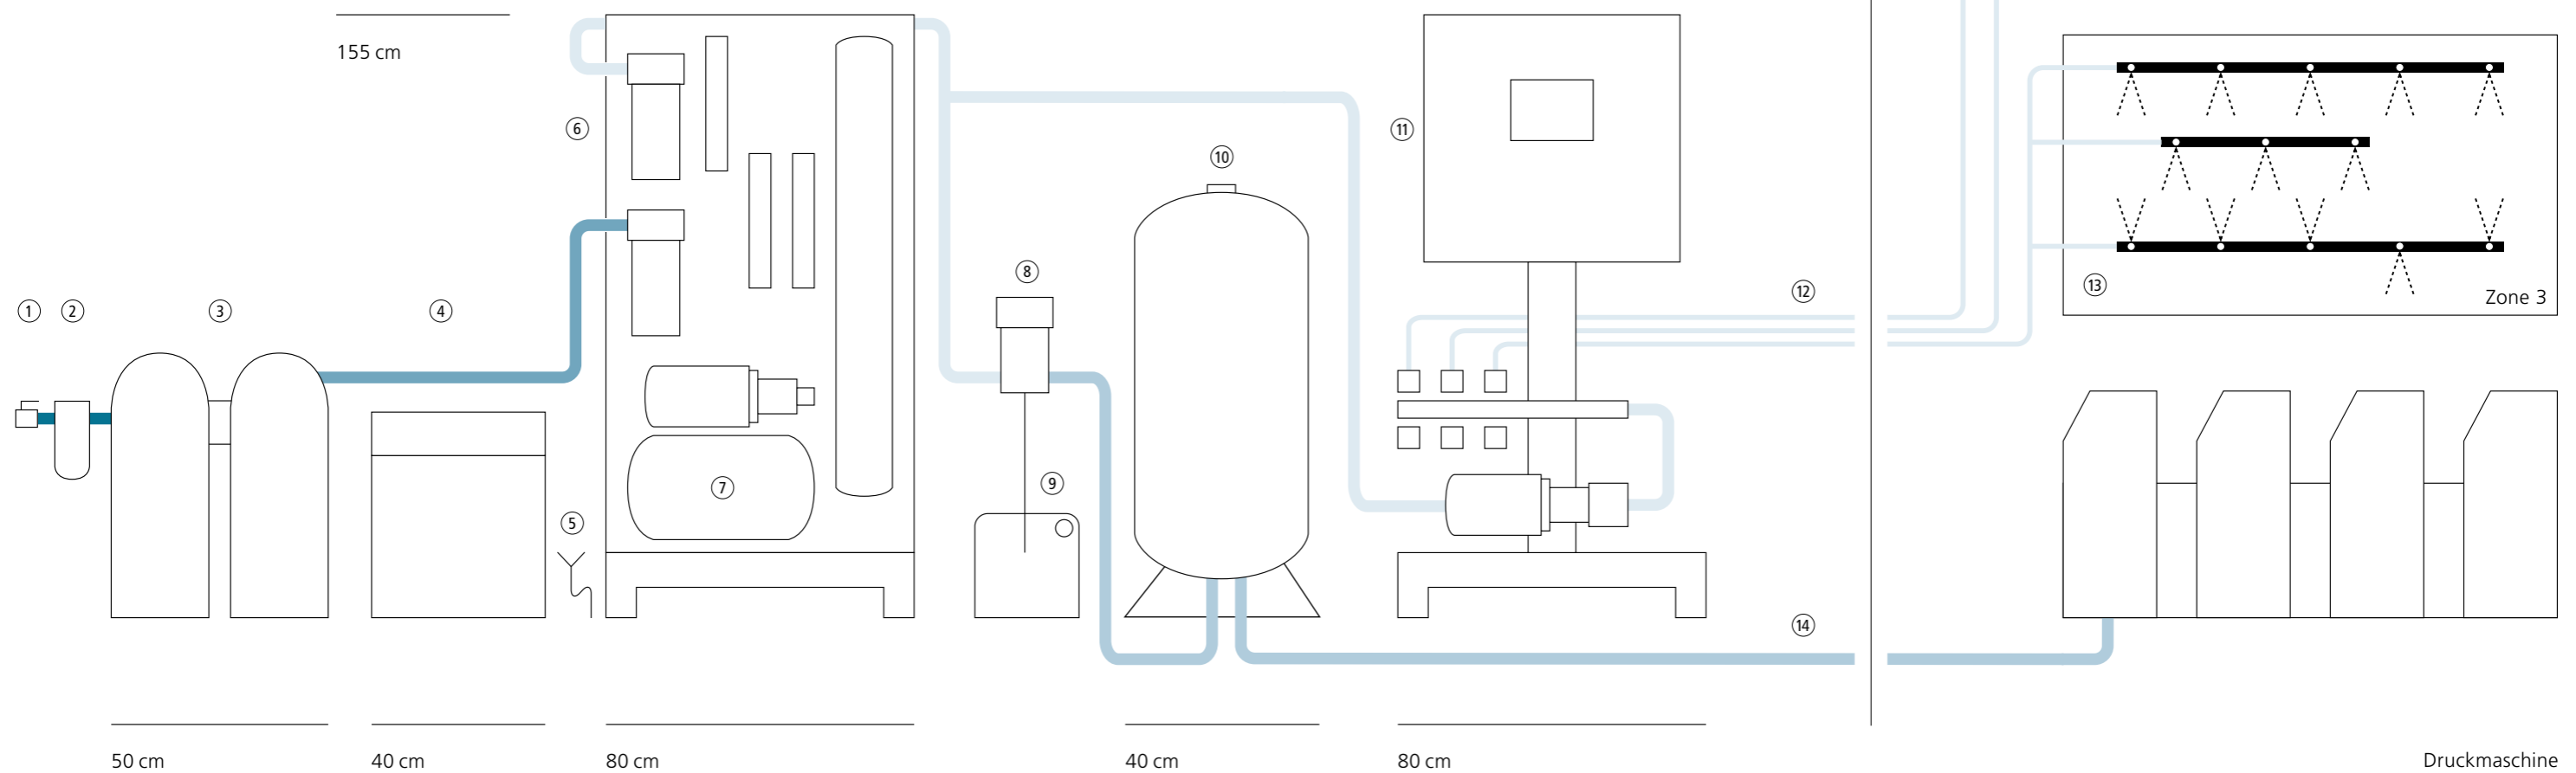 155 cm
⑥
⑩
⑪
⑧
⑬
Zone 3
⑫
① ② ③ ④
⑨
⑦
⑤
⑭
50 cm
40 cm
80 cm
40 cm
80 cm
Druckmaschine